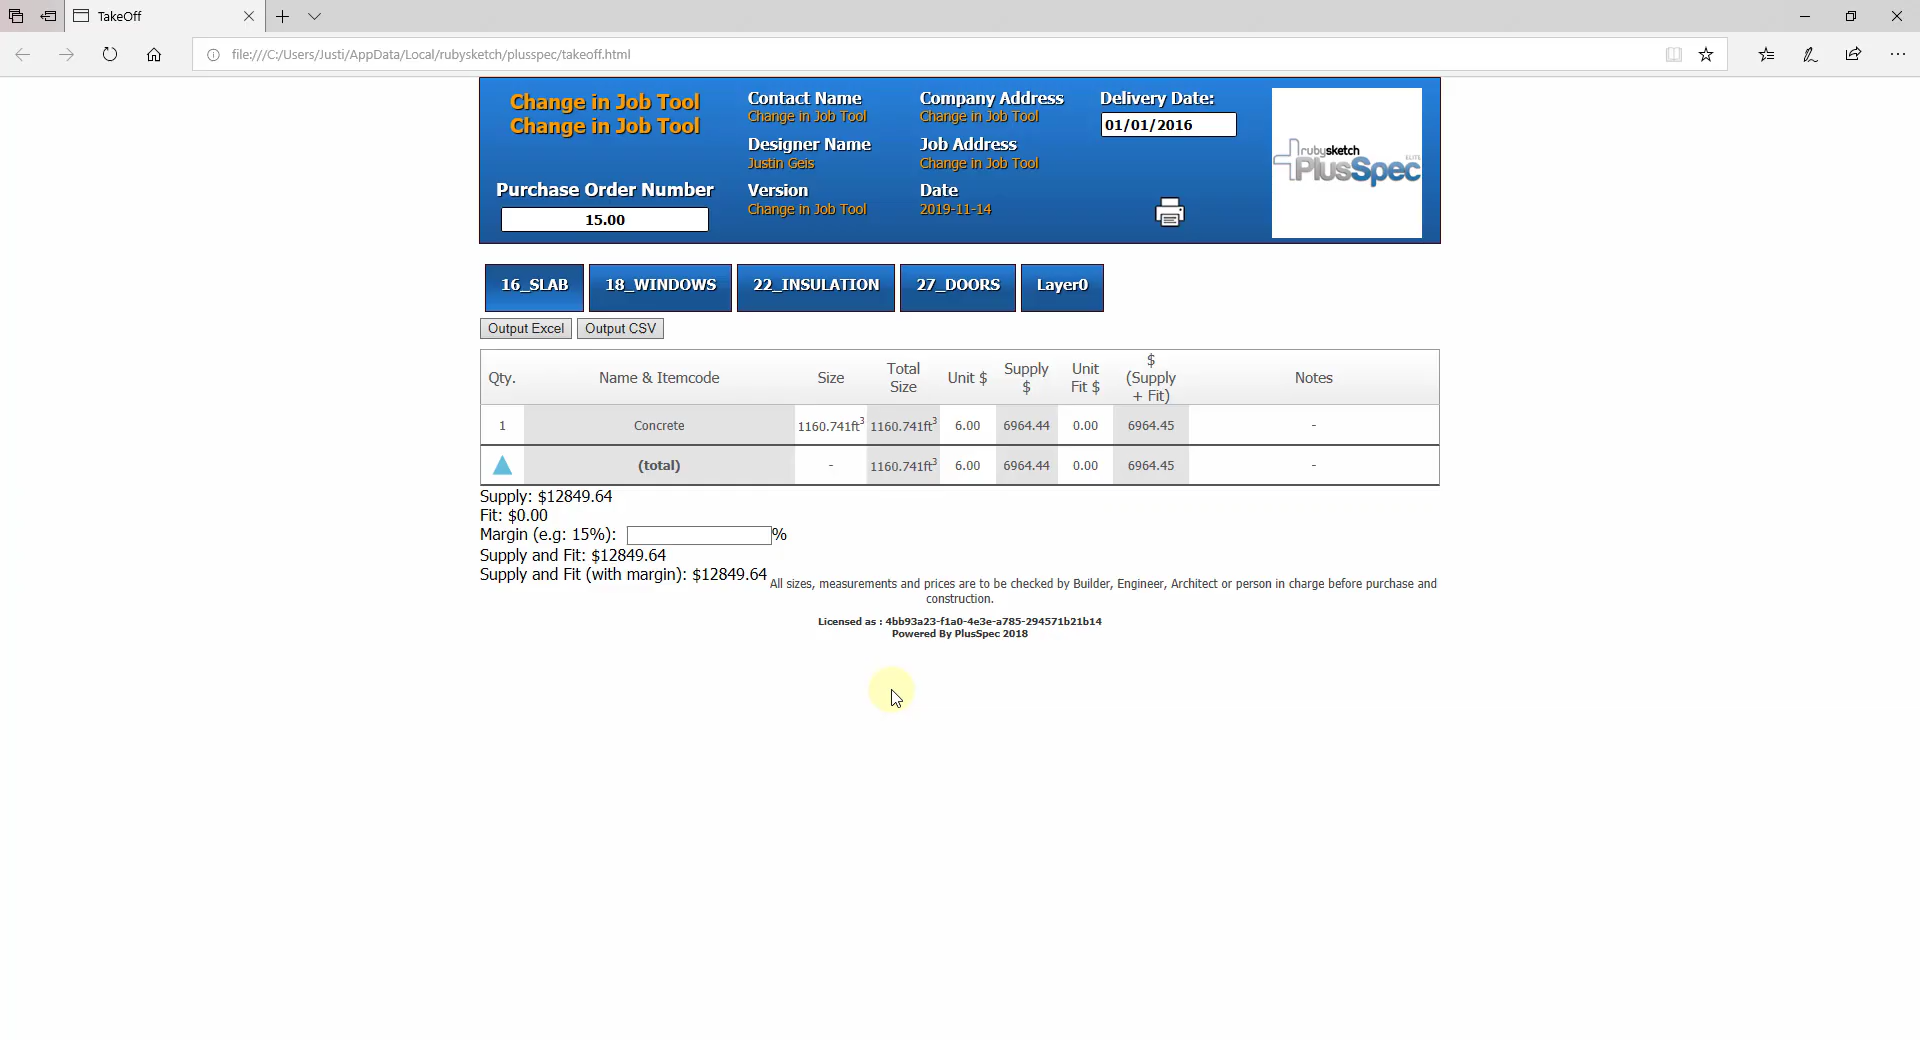 TakeOff
file:///C:/Users/Justi/AppData/Local/rubysketch/plusspec/takeoff.html
Change in Job Tool
Change in Job Tool
Purchase Order Number
15.00
Contact Name
Change in Job Tool
Designer Name
Justin Geis
Version
Change in Job Tool
Company Address
Change in Job Tool
Job Address
Change in Job Tool
Date
2019-11-14
Delivery Date:
01/01/2016
rubysketch
PlusSpec
ELITE
16_SLAB 18_WINDOWS 22_INSULATION 27_DOORS Layer0
Output Excel Output CSV
Qty. Name & Itemcode Size Total Size Unit $ Supply $ Unit Fit $ $ (Supply + Fit) Notes
1 Concrete 1160.741ft³ 1160.741ft³ 6.00 6964.44 0.00 6964.45 -
(total) - 1160.741ft³ 6.00 6964.44 0.00 6964.45 -
Supply: $12849.64
Fit: $0.00
Margin (e.g: 15%): %
Supply and Fit: $12849.64
Supply and Fit (with margin): $12849.64
All sizes, measurements and prices are to be checked by Builder, Engineer, Architect or person in charge before purchase and
construction.
Licensed as : 4bb93a23-f1a0-4e3e-a785-294571b21b14
Powered By PlusSpec 2018